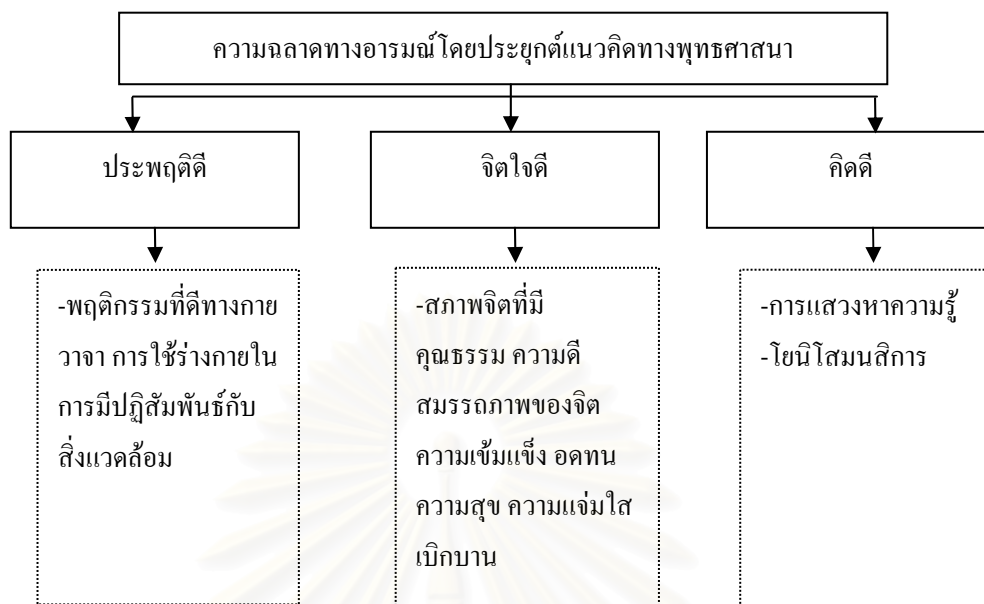 ความฉลาดทางอารมณ์โดยประยุกต์แนวคิดทางพุทธศาสนา
ประพฤติดี
จิตใจดี
คิดดี
-พฤติกรรมที่ดีทางกาย
วาจา การใช้ร่างกายใน
การมีปฏิสัมพันธ์กับ
สิ่งแวดล้อม
-สภาพจิตที่มี
คุณธรรม ความดี
สมรรถภาพของจิต
ความเข้มแข็ง อดทน
ความสุข ความแจ่มใส
เบิกบาน
-การแสวงหาความรู้
-โยนิโสมนสิการ